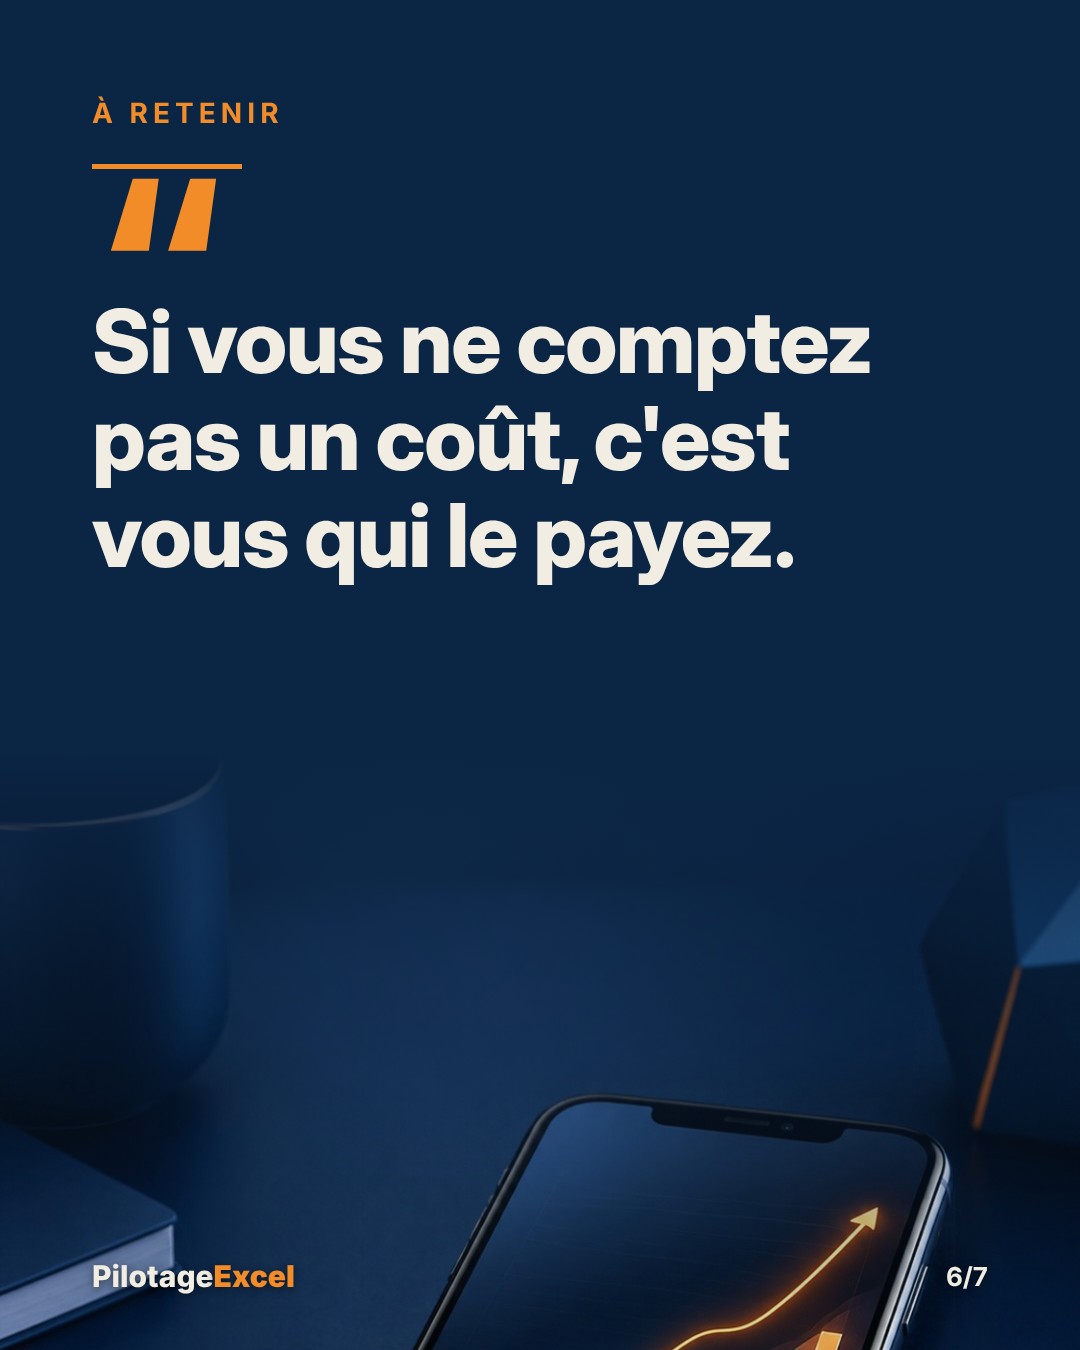 À RETENIR
"
Si vous ne comptez
pas un coût, c'est
vous qui le payez.
PilotageExcel
6/7